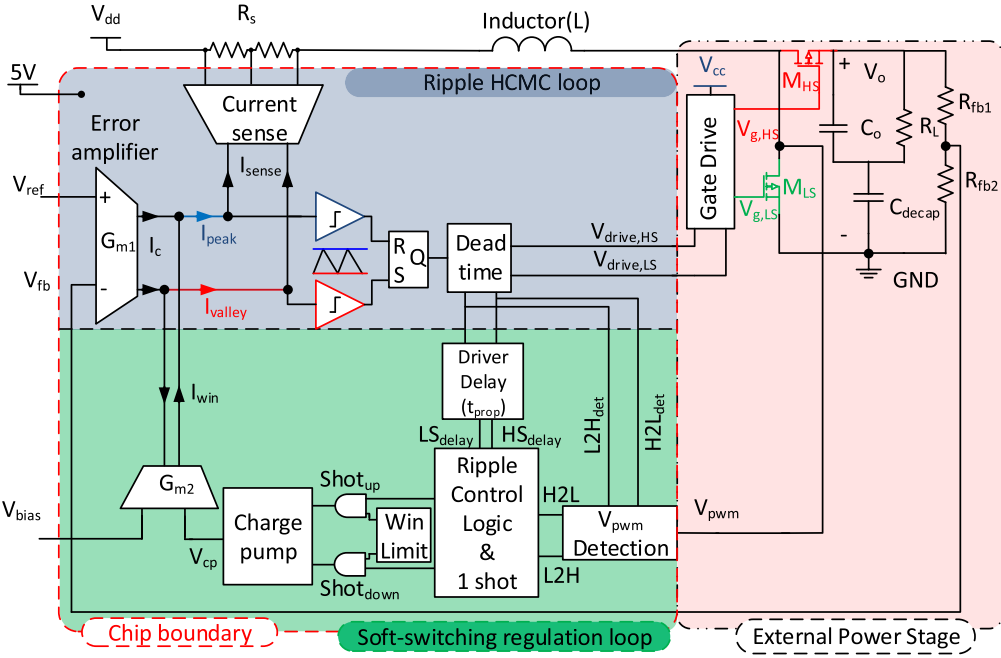 Vdd
Rs
Inductor(L)
5V
Ripple HCMC loop
Vcc
MHS
+
Vo
Current
sense
Error
amplifier
Vg,HS
Co
RL
Rfb1
Gate Drive
Isense
Vref
+
Gm1
Ic
Ipeak
MLS
Vg,LS
Rfb2
Cdecap
R
S
Q
Dead
time
Vdrive,HS
Vdrive,LS
-
GND
Vfb
-
Ivalley
Driver
Delay
(tprop)
Iwin
LSdelay
HSdelay
L2Hdet
H2Ldet
Gm2
Vbias
Vcp
Charge
pump
Shotup
Win
Limit
Shotdown
Ripple
Control
Logic
&
1 shot
H2L
L2H
Vpwm
Detection
Vpwm
Chip boundary
Soft-switching regulation loop
External Power Stage